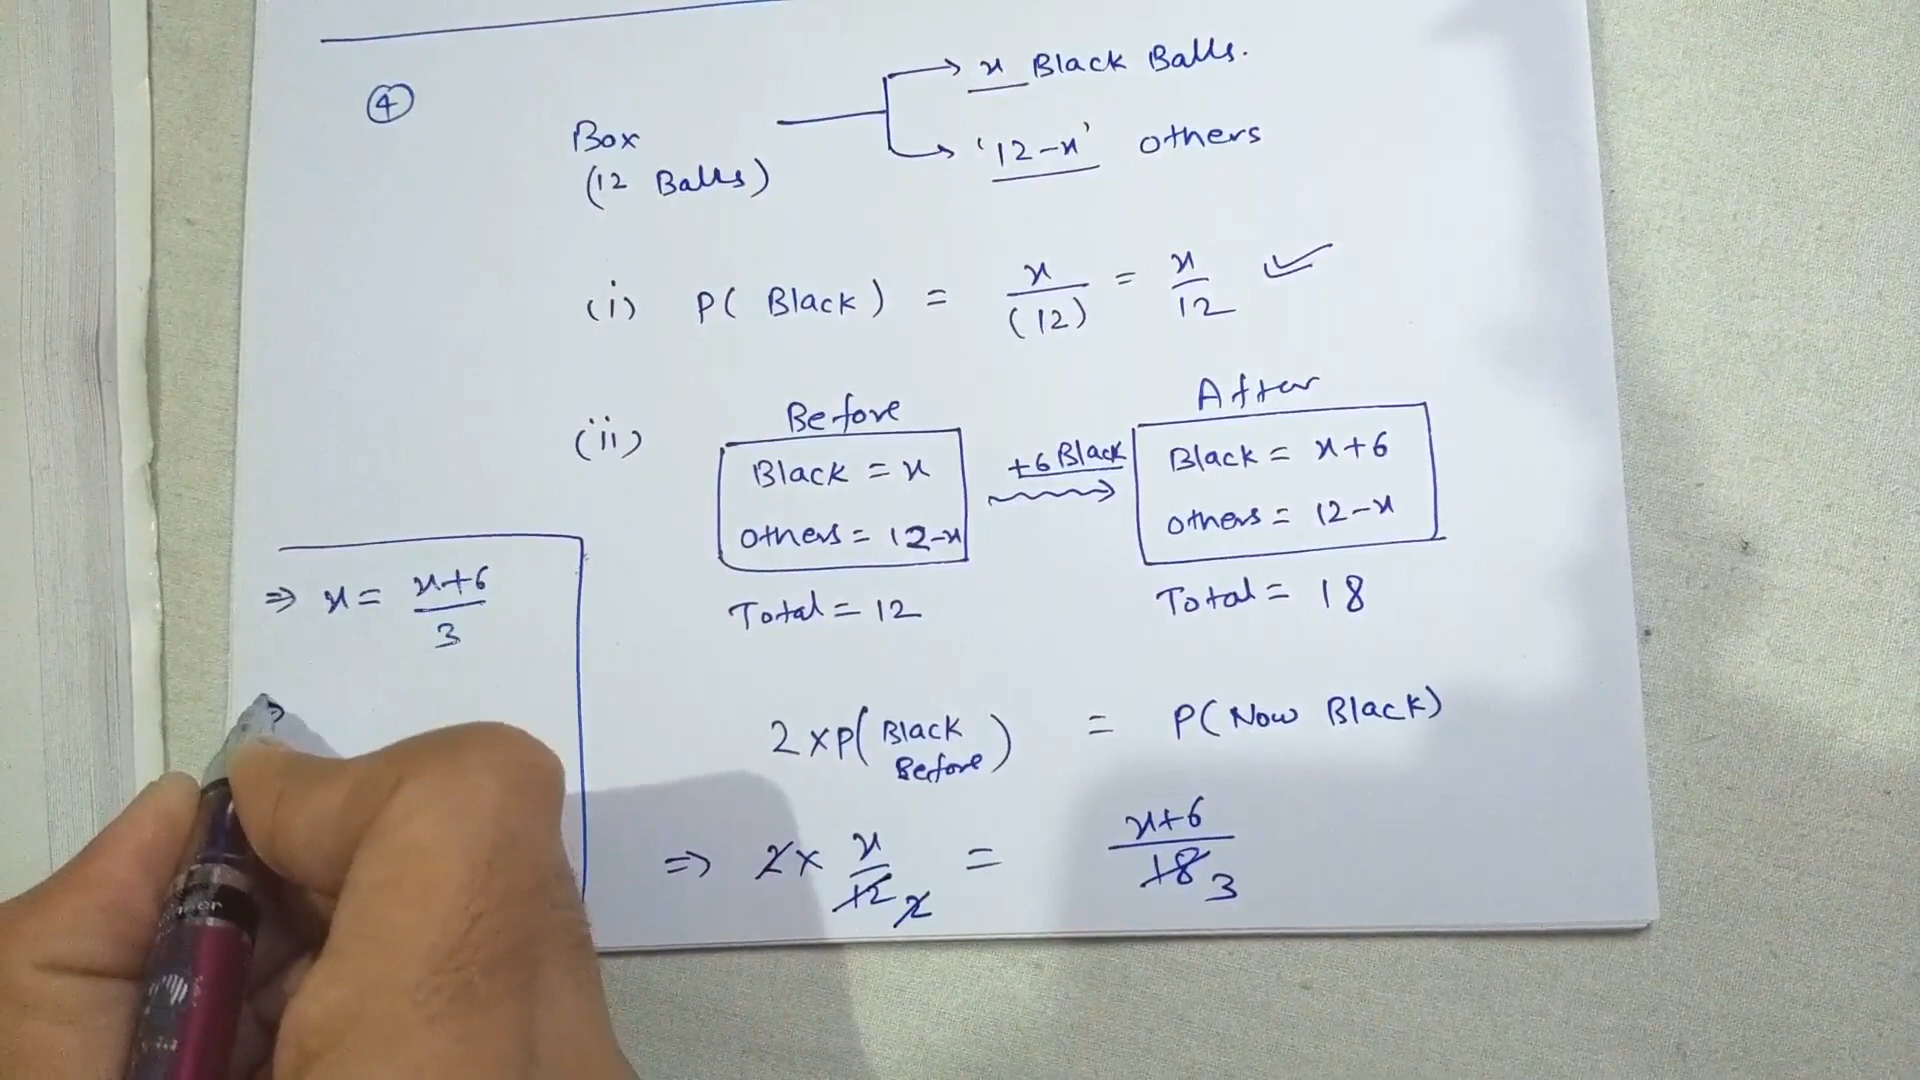 ④
Box
(12 Balls)
x Black Balls.
'12-x' others
(i) P( Black ) = x/(12) = x/12 ✓
(ii)
Before
Black = x
others = 12-x
Total = 12
+6 Black
After
Black = x+6
others = 12-x
Total = 18
2 x P( Black Before ) = P( Now Black )
⇒ 2 x x/12 2 = x+6/18 3
⇒ x = x+6/3